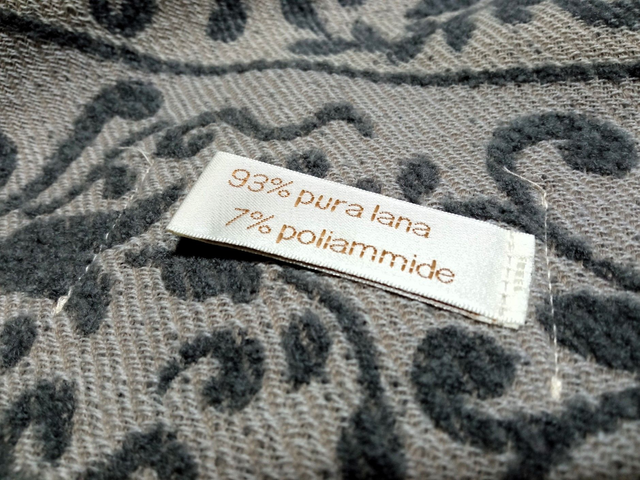 93% pura lana
7% poliammide